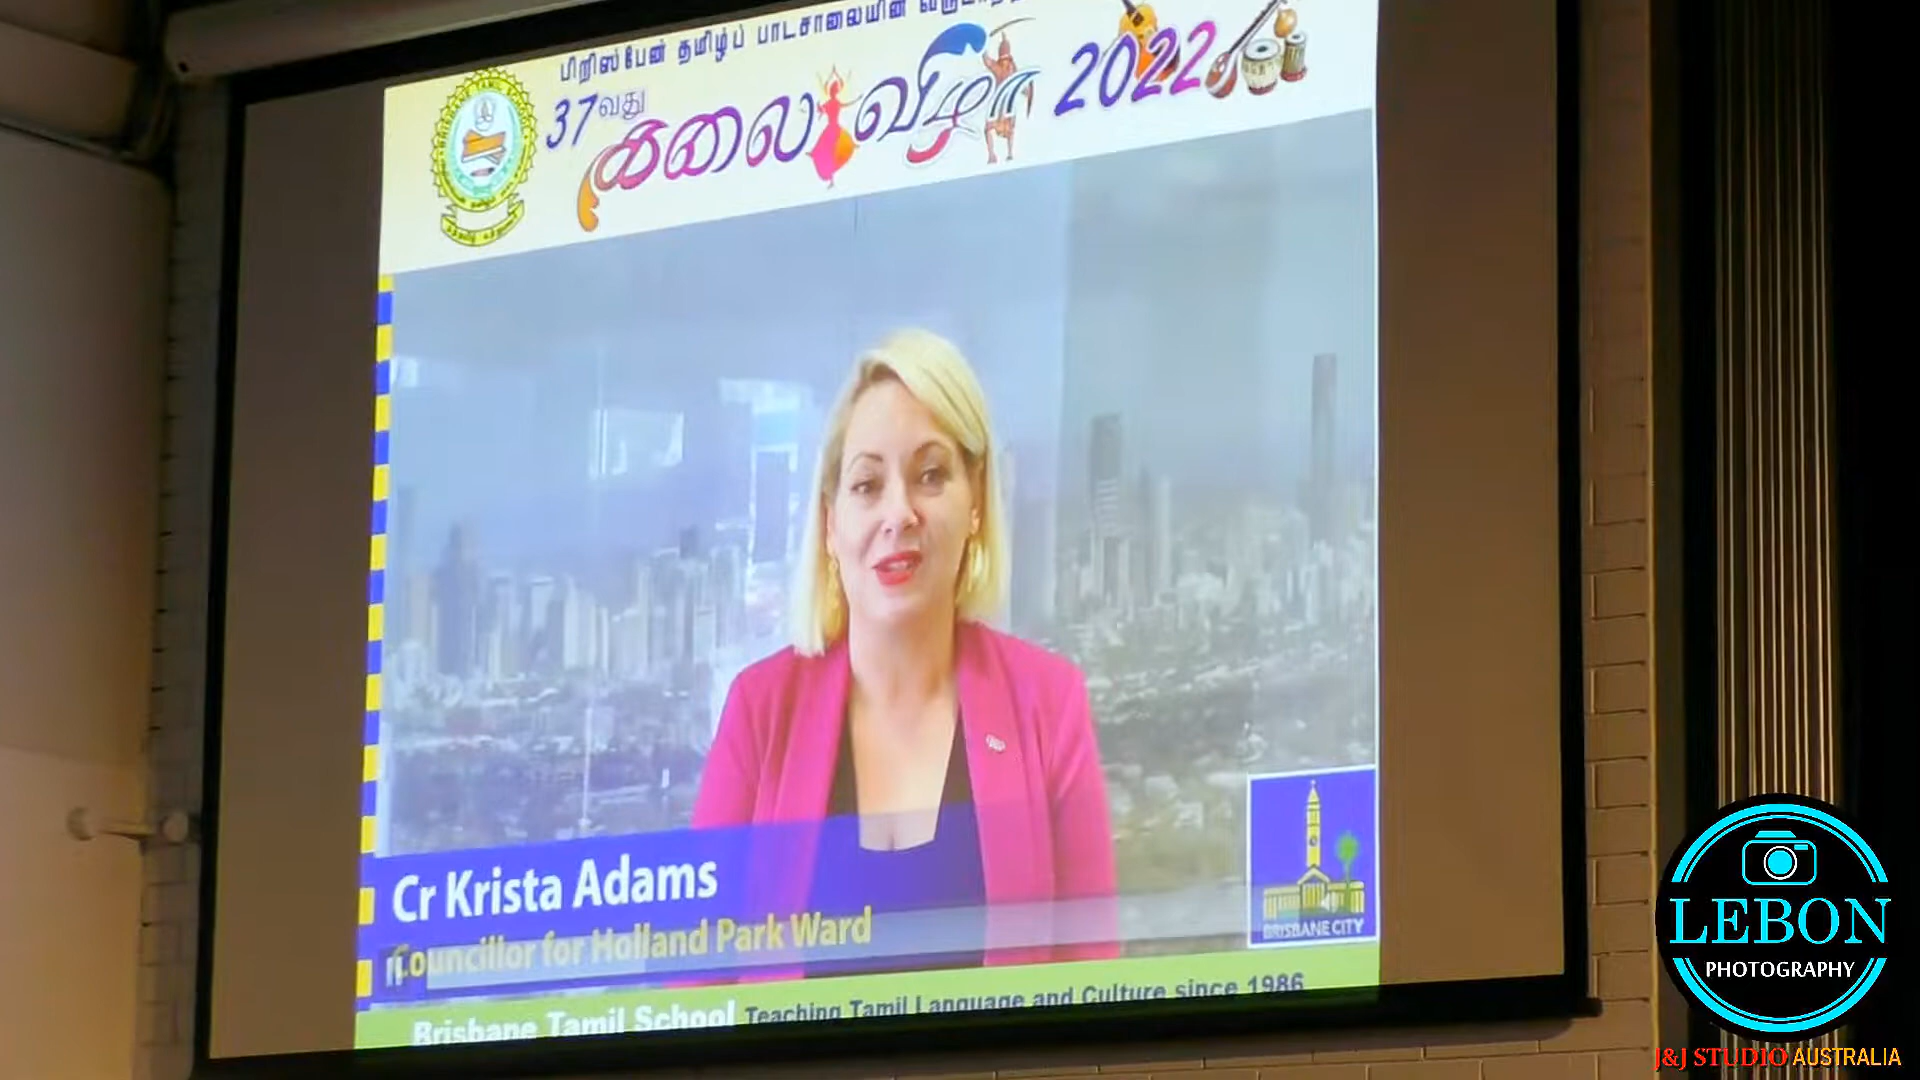 பிறிஸ்பேன் தமிழ்ப் பாடசாலையின்
37வது
கலை விழா 2022
Cr Krista Adams
Councillor for Holland Park Ward
BRISBANE CITY
Brisbane Tamil School Teaching Tamil Language and Culture since 1986
LEBON
PHOTOGRAPHY
J&J STUDIO AUSTRALIA